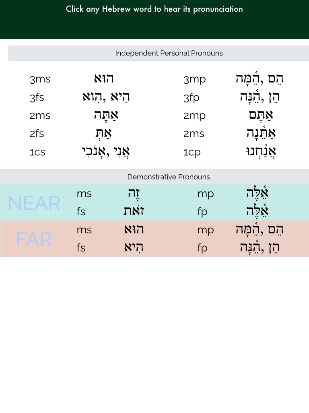 Click any Hebrew word to hear its pronunciation
Independent Personal Pronouns
3ms הוּא 3mp הֵם ,הֵ֫מָּה
3fs הִיא ,הִוא 3fp הֵן ,הֵ֫נָּה
2ms אַתָּה 2mp אַתֶּם
2fs אַתְּ 2ms אַתֵּ֫נָה
1cs אֲנִי ,אָנֹכִי 1cp אֲנַ֫חְנוּ
Demonstrative Pronouns
NEAR
ms זֶה mp אֵ֫לֶּה
fs זֹאת fp אֵ֫לֶּה
FAR
ms הוּא mp הֵם ,הֵ֫מָּה
fs הִיא fp הֵן ,הֵ֫נָּה